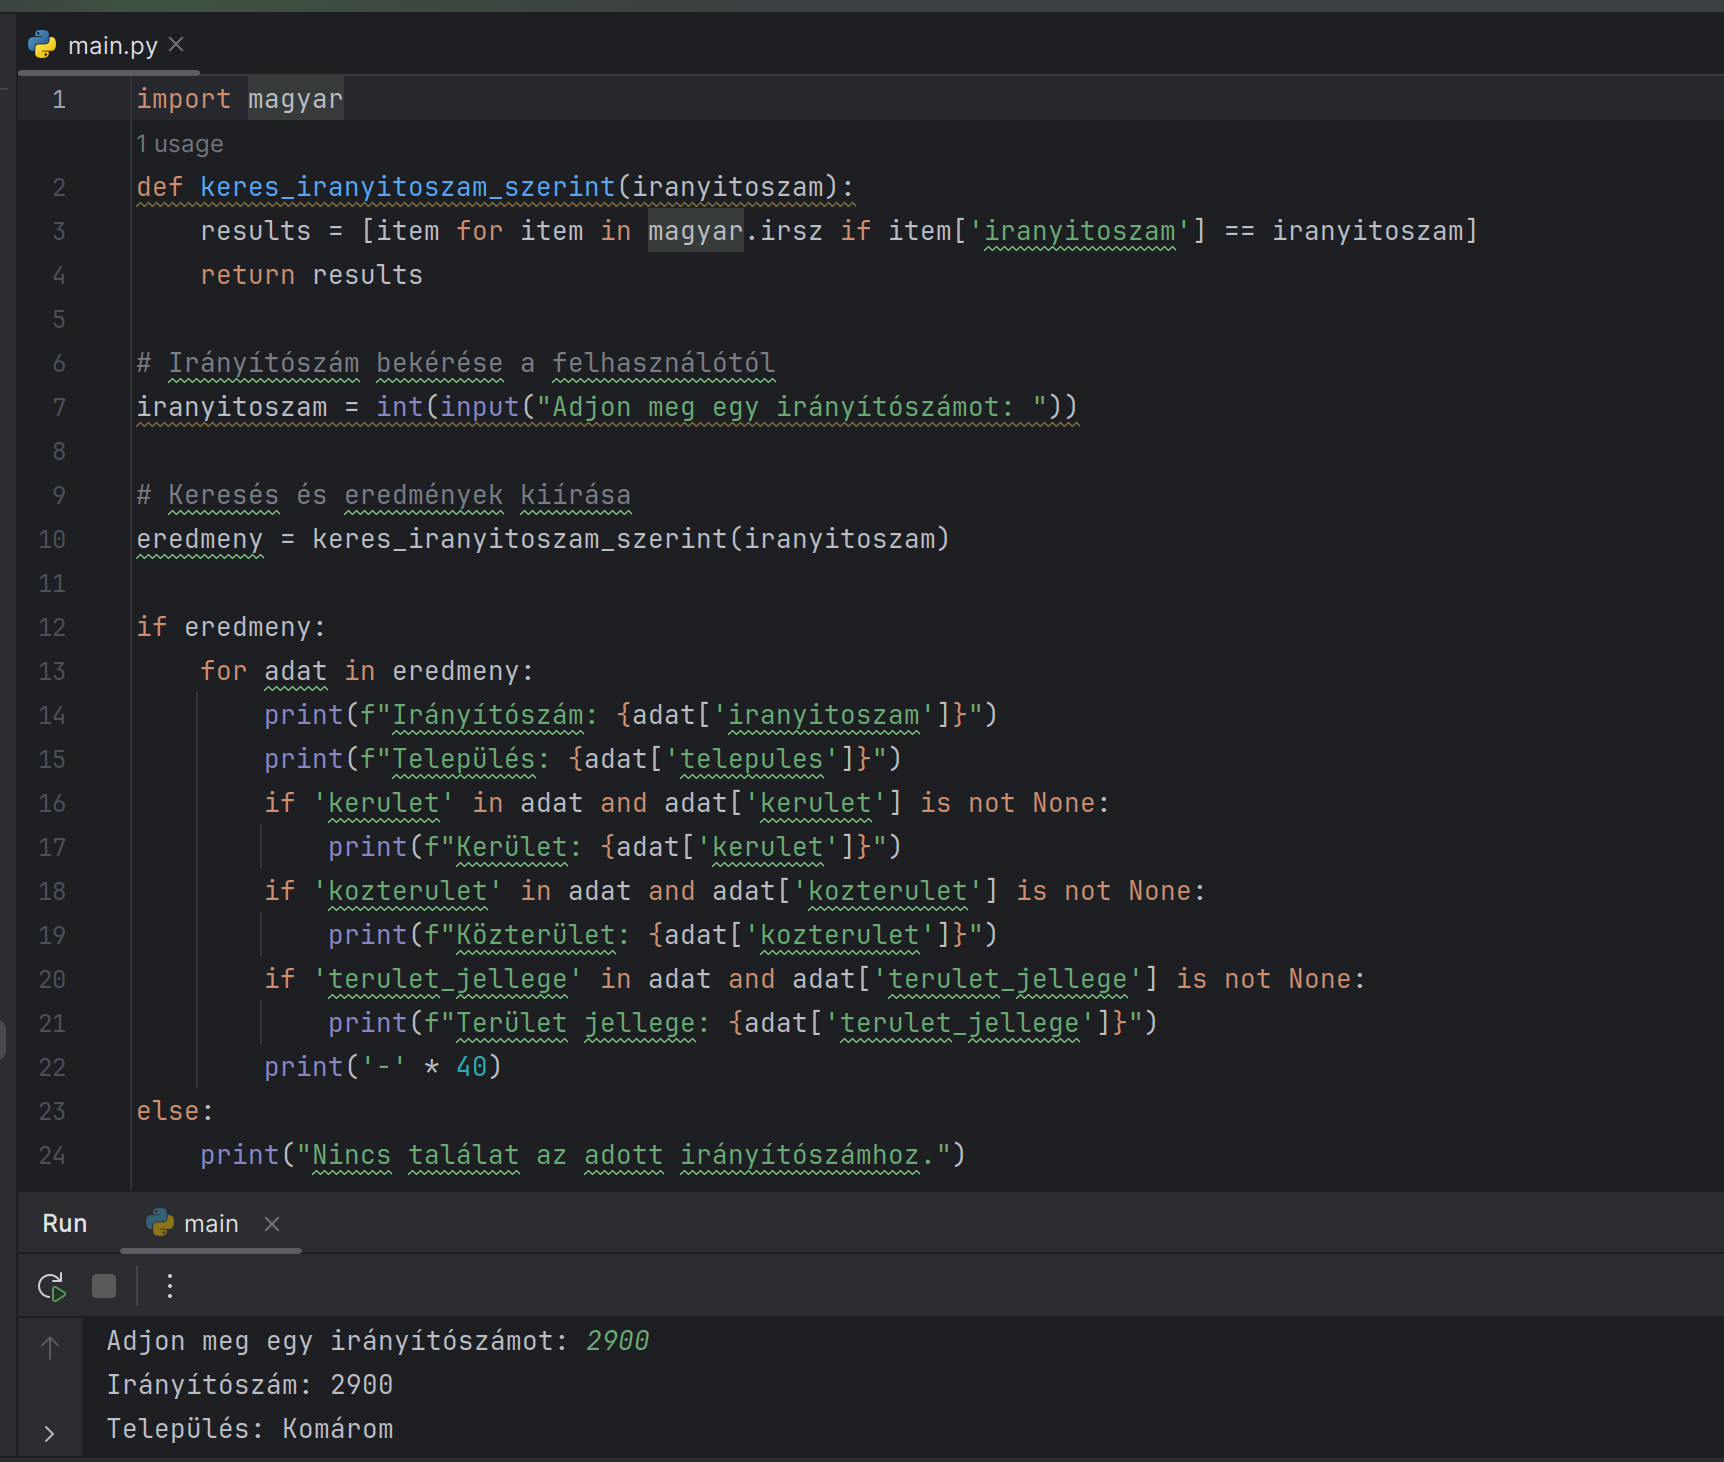 main.py
1 import magyar
1 usage
2 def keres_iranyitoszam_szerint(iranyitoszam):
3     results = [item for item in magyar.irsz if item['iranyitoszam'] == iranyitoszam]
4     return results
5
6 # Irányítószám bekérése a felhasználótól
7 iranyitoszam = int(input("Adjon meg egy irányítószámot: "))
8
9 # Keresés és eredmények kiírása
10 eredmeny = keres_iranyitoszam_szerint(iranyitoszam)
11
12 if eredmeny:
13     for adat in eredmeny:
14         print(f"Irányítószám: {adat['iranyitoszam']}")
15         print(f"Település: {adat['telepules']}")
16         if 'kerulet' in adat and adat['kerulet'] is not None:
17             print(f"Kerület: {adat['kerulet']}")
18         if 'kozterulet' in adat and adat['kozterulet'] is not None:
19             print(f"Közterület: {adat['kozterulet']}")
20         if 'terulet_jellege' in adat and adat['terulet_jellege'] is not None:
21             print(f"Terület jellege: {adat['terulet_jellege']}")
22         print('-' * 40)
23 else:
24     print("Nincs találat az adott irányítószámhoz.")
Run main
Adjon meg egy irányítószámot: 2900
Irányítószám: 2900
Település: Komárom